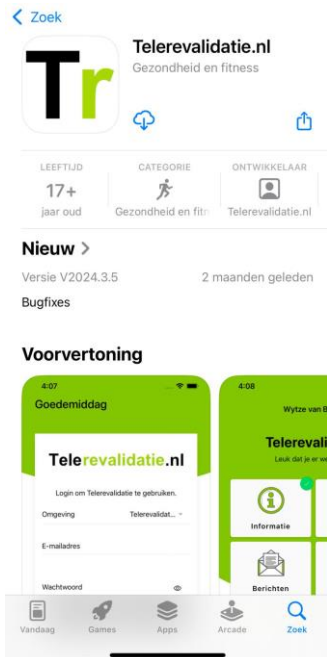 Zoek
Tr
Telerevalidatie.nl
Gezondheid en fitness
LEEFTIJD
17+
jaar oud
CATEGORIE
Gezondheid en fitn
ONTWIKKELAAR
Telerevalidatie.nl
Nieuw
Versie V2024.3.5 2 maanden geleden
Bugfixes
Voorvertoning
4:07
Goedemiddag
Telerevalidatie.nl
Login om Telerevalidatie te gebruiken.
Omgeving Telerevalidat...
E-mailadres
Wachtwoord
4:08
Wytze van B
Telerevali
Leuk dat je er we
Informatie
Berichten
Vandaag Games Apps Arcade Zoek